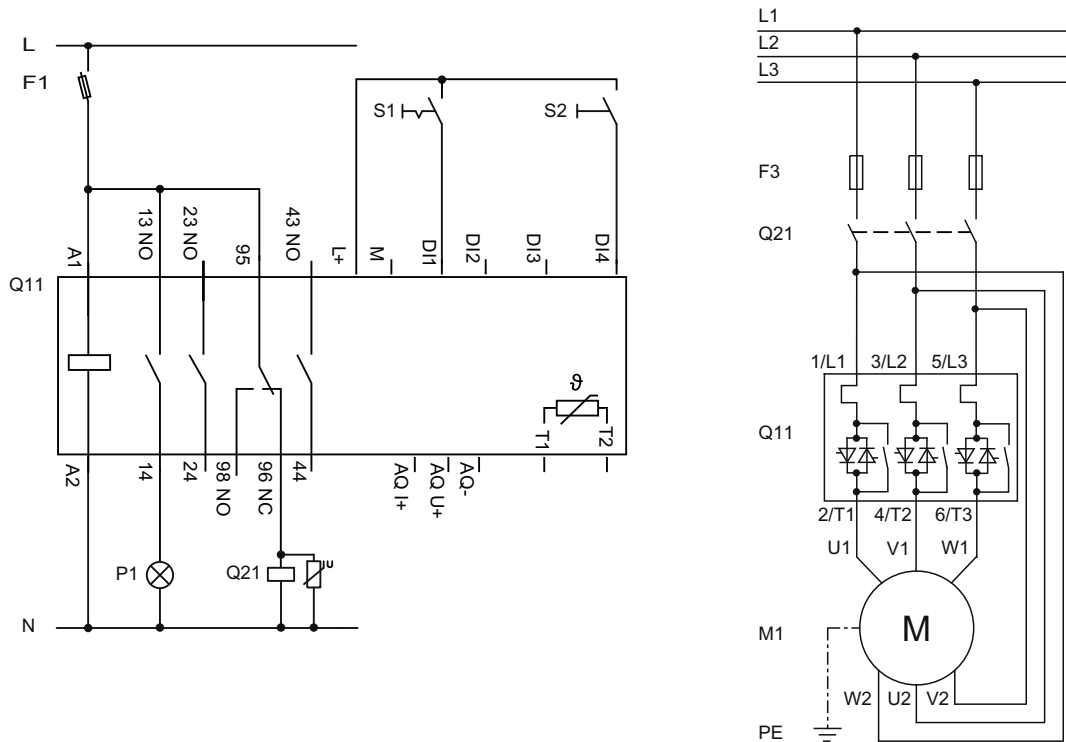 L
F1
S1
S2
A1
13 NO
23 NO
95
43 NO
L+
M
DI1
DI2
DI3
DI4
Q11
ϑ
T1
T2
A2
14
24
98 NO
96 NC
44
AQ I+
AQ U+
AQ-
P1
Q21
U
N
L1
L2
L3
F3
Q21
1/L1 3/L2 5/L3
Q11
2/T1 4/T2 6/T3
U1 V1 W1
M1
M
W2 U2 V2
PE